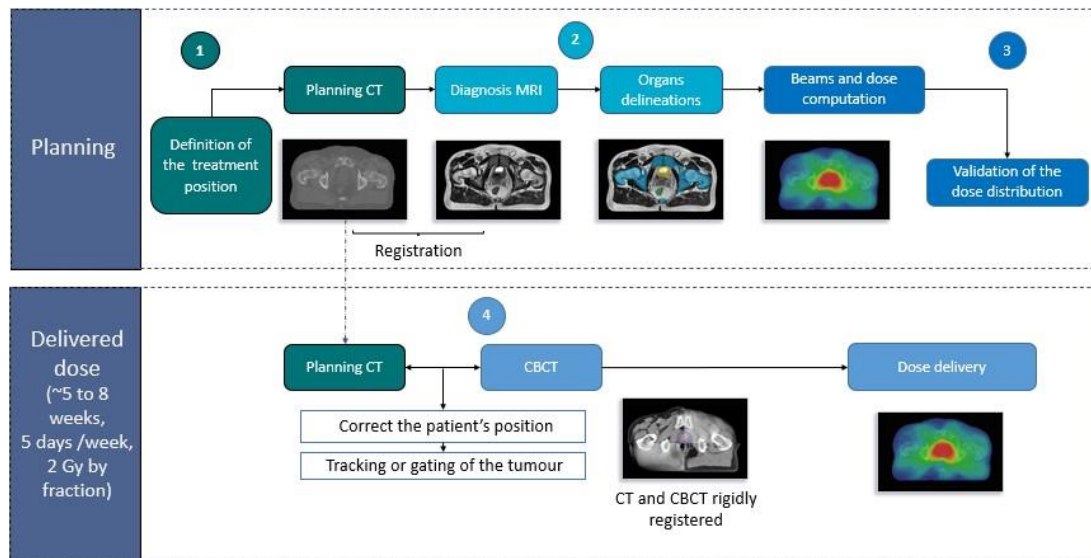 Planning
1
2
3
Definition of
the treatment
position
Planning CT
Diagnosis MRI
Organs
delineations
Beams and dose
computation
Validation of the
dose distribution
Registration
Delivered
dose
(~5 to 8
weeks,
5 days /week,
2 Gy by
fraction)
4
Planning CT
CBCT
Dose delivery
Correct the patient's position
Tracking or gating of the tumour
CT and CBCT rigidly
registered